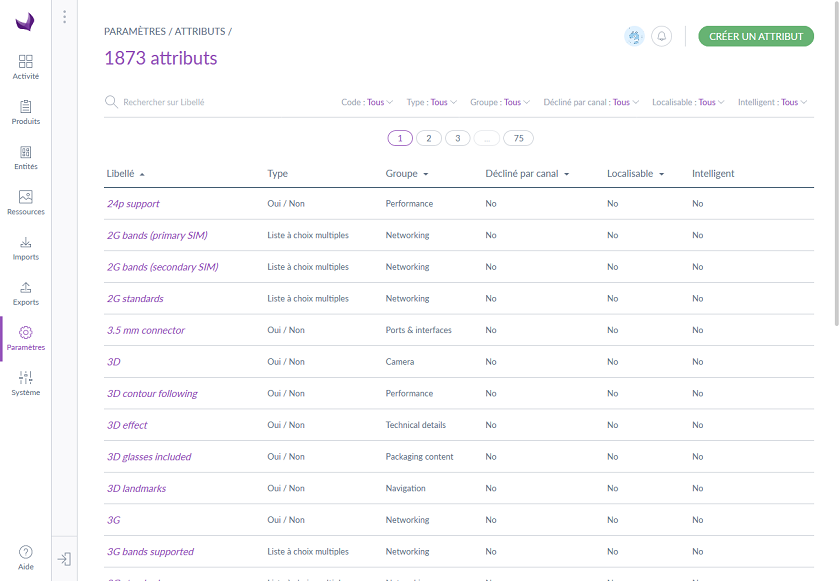 PARAMÈTRES / ATTRIBUTS /
CRÉER UN ATTRIBUT
1873 attributs
Activité
Produits
Entités
Ressources
Imports
Exports
Paramètres
Système
Aide
Rechercher sur Libellé
Code : Tous Type : Tous Groupe : Tous Décliné par canal : Tous Localisable : Tous Intelligent : Tous
1 2 3 ... 75
Libellé Type Groupe Décliné par canal Localisable Intelligent
24p support Oui / Non Performance No No No
2G bands (primary SIM) Liste à choix multiples Networking No No No
2G bands (secondary SIM) Liste à choix multiples Networking No No No
2G standards Liste à choix multiples Networking No No No
3.5 mm connector Oui / Non Ports & interfaces No No No
3D Oui / Non Camera No No No
3D contour following Oui / Non Performance No No No
3D effect Oui / Non Technical details No No No
3D glasses included Oui / Non Packaging content No No No
3D landmarks Oui / Non Navigation No No No
3G Oui / Non Networking No No No
3G bands supported Liste à choix multiples Networking No No No